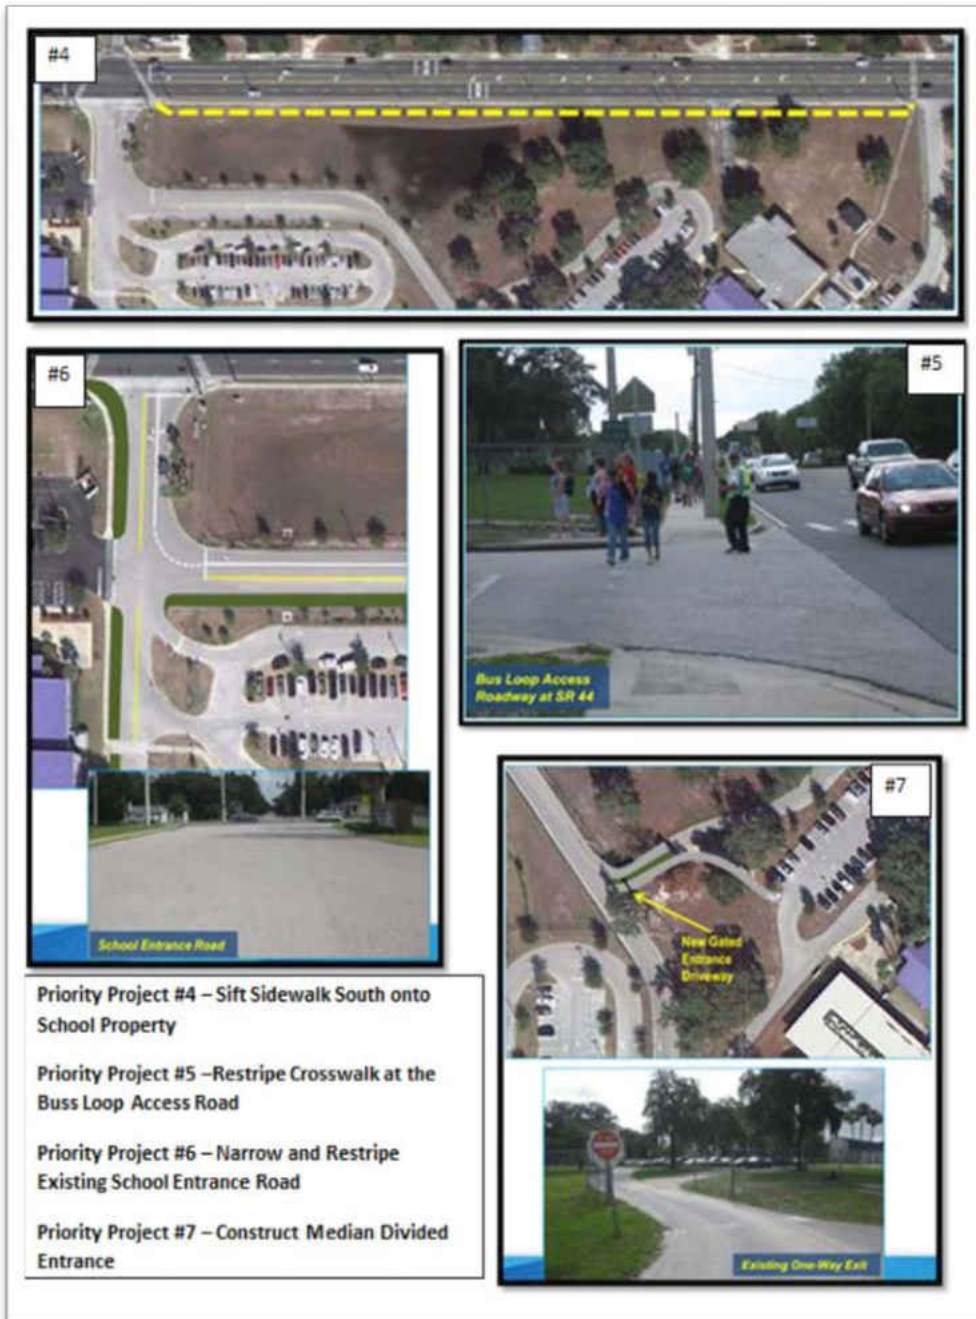 #4
#6
#5
Bus Loop Access
Roadway at SR 44
#7
New Gated
Entrance
Driveway
School Entrance Road
Existing One-Way Exit
Priority Project #4 – Sift Sidewalk South onto
School Property
Priority Project #5 –Restripe Crosswalk at the
Buss Loop Access Road
Priority Project #6 – Narrow and Restripe
Existing School Entrance Road
Priority Project #7 – Construct Median Divided
Entrance